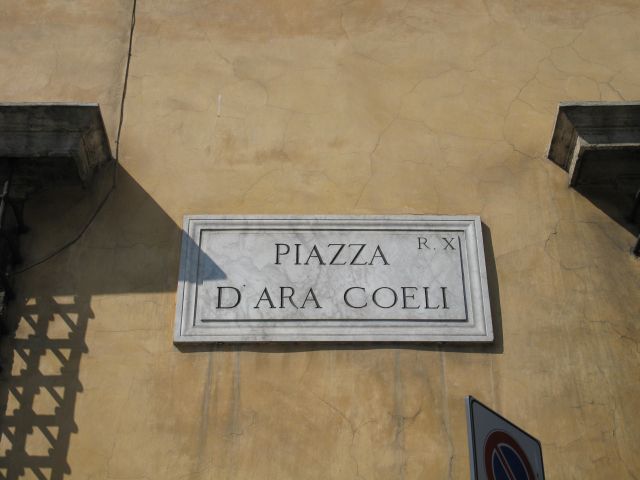 PIAZZA R. X
D'ARA COELI